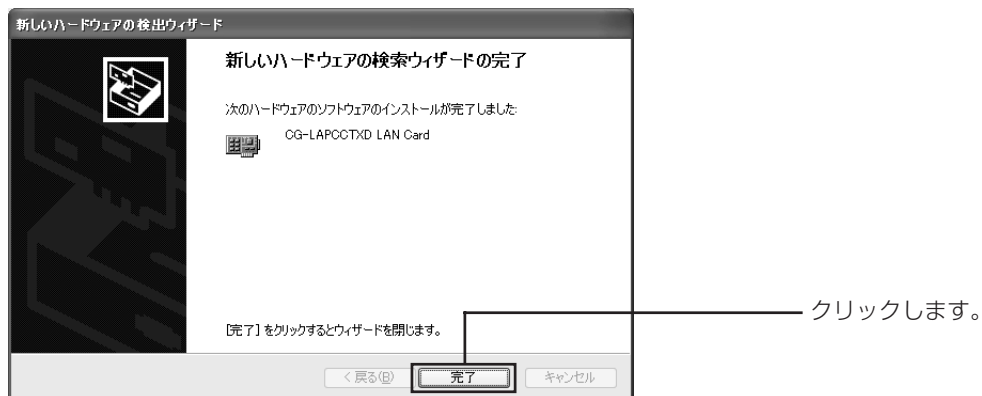 新しいハードウェアの検出ウィザード
新しいハードウェアの検索ウィザードの完了
次のハードウェアのソフトウェアのインストールが完了しました:
CG-LAPCCTXD LAN Card
クリックします。
[完了] をクリックするとウィザードを閉じます。
< 戻る(B)
完了
キャンセル